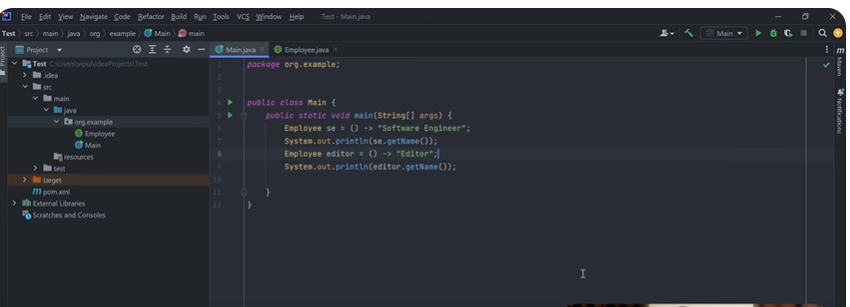 File Edit View Navigate Code Refactor Build Run Tools VCS Window Help Test - Main.java
Test src main java org example Main main Main
Project Main.java Employee.java
Project
Maven
Notifications
Test C:\Users\vipul\IdeaProjects\Test
.idea
src
main
java
org.example
Employee
Main
resources
test
target
pom.xml
External Libraries
Scratches and Consoles
1 package org.example;
2
3
4 public class Main {
5 public static void main(String[] args) {
6 Employee se = () -> "Software Engineer";
7 System.out.println(se.getName());
8 Employee editor = () -> "Editor";
9 System.out.println(editor.getName());
10
11 }
12 }